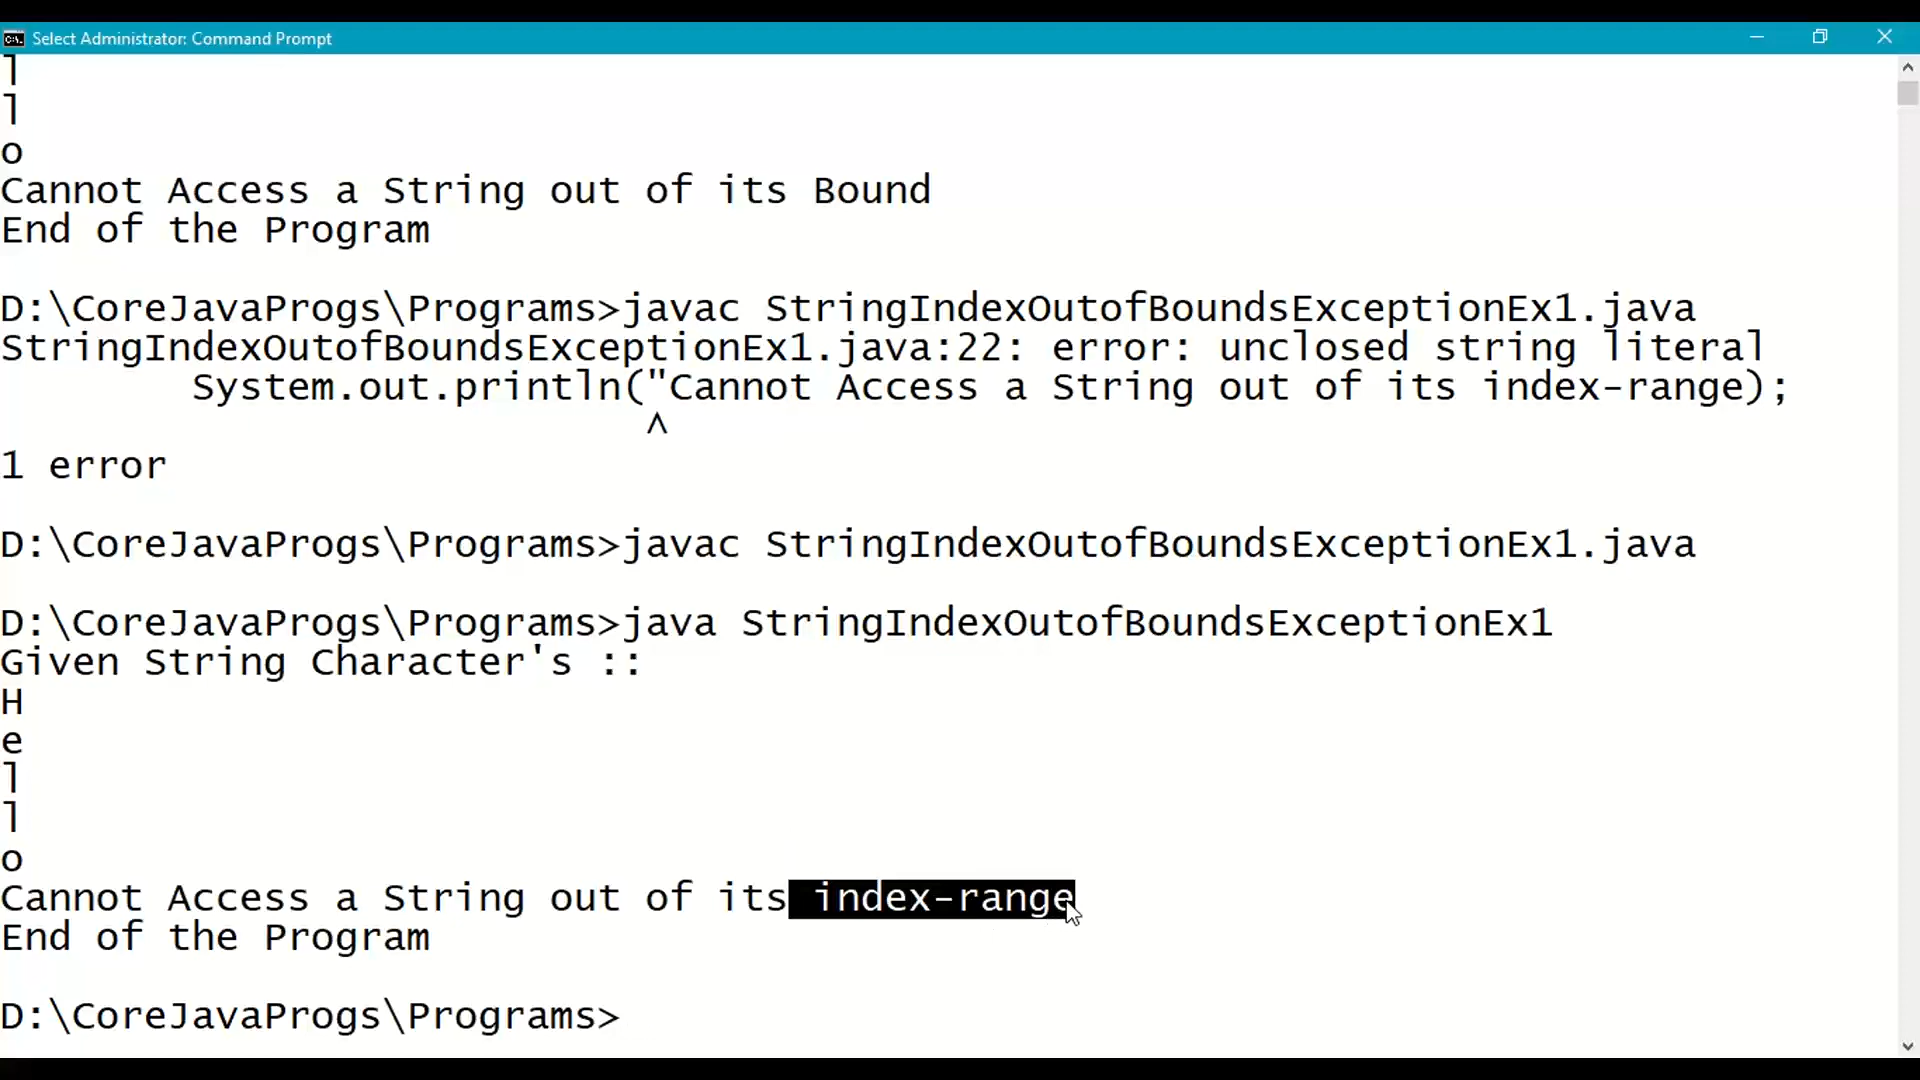 Select Administrator: Command Prompt
l
l
o
Cannot Access a String out of its Bound
End of the Program
D:\CoreJavaProgs\Programs>javac StringIndexOutofBoundsExceptionEx1.java
StringIndexOutofBoundsExceptionEx1.java:22: error: unclosed string literal
System.out.println("Cannot Access a String out of its index-range);
^
1 error
D:\CoreJavaProgs\Programs>javac StringIndexOutofBoundsExceptionEx1.java
D:\CoreJavaProgs\Programs>java StringIndexOutofBoundsExceptionEx1
Given String Character's ::
H
e
l
l
o
Cannot Access a String out of its index-range
End of the Program
D:\CoreJavaProgs\Programs>